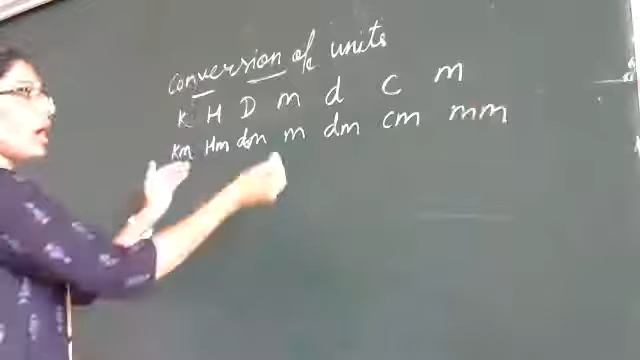 Conversion of units
K H D m d C m
Km Hm dm m dm cm mm